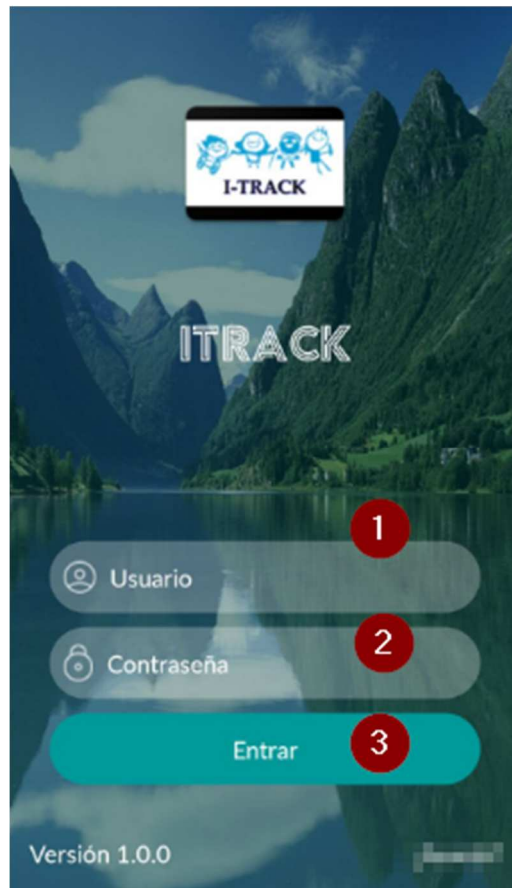 I-TRACK
ITRACK
1
Usuario
2
Contraseña
3
Entrar
Versión 1.0.0